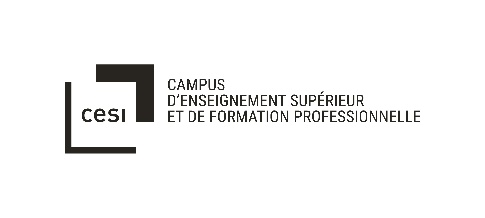 cesi
CAMPUS
D'ENSEIGNEMENT SUPÉRIEUR
ET DE FORMATION PROFESSIONNELLE